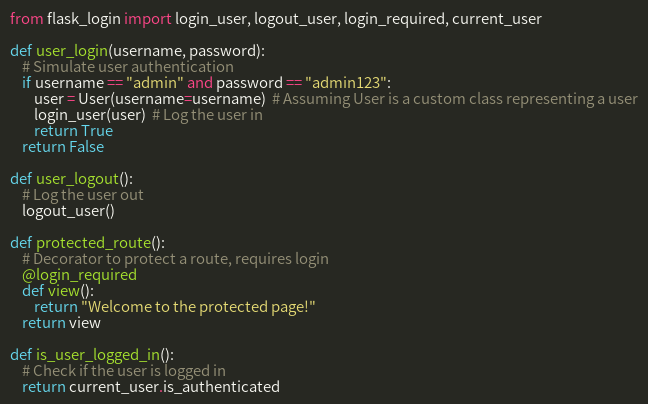 from flask_login import login_user, logout_user, login_required, current_user

def user_login(username, password):
    # Simulate user authentication
    if username == "admin" and password == "admin123":
        user = User(username=username)  # Assuming User is a custom class representing a user
        login_user(user)  # Log the user in
        return True
    return False

def user_logout():
    # Log the user out
    logout_user()

def protected_route():
    # Decorator to protect a route, requires login
    @login_required
    def view():
        return "Welcome to the protected page!"
    return view

def is_user_logged_in():
    # Check if the user is logged in
    return current_user.is_authenticated